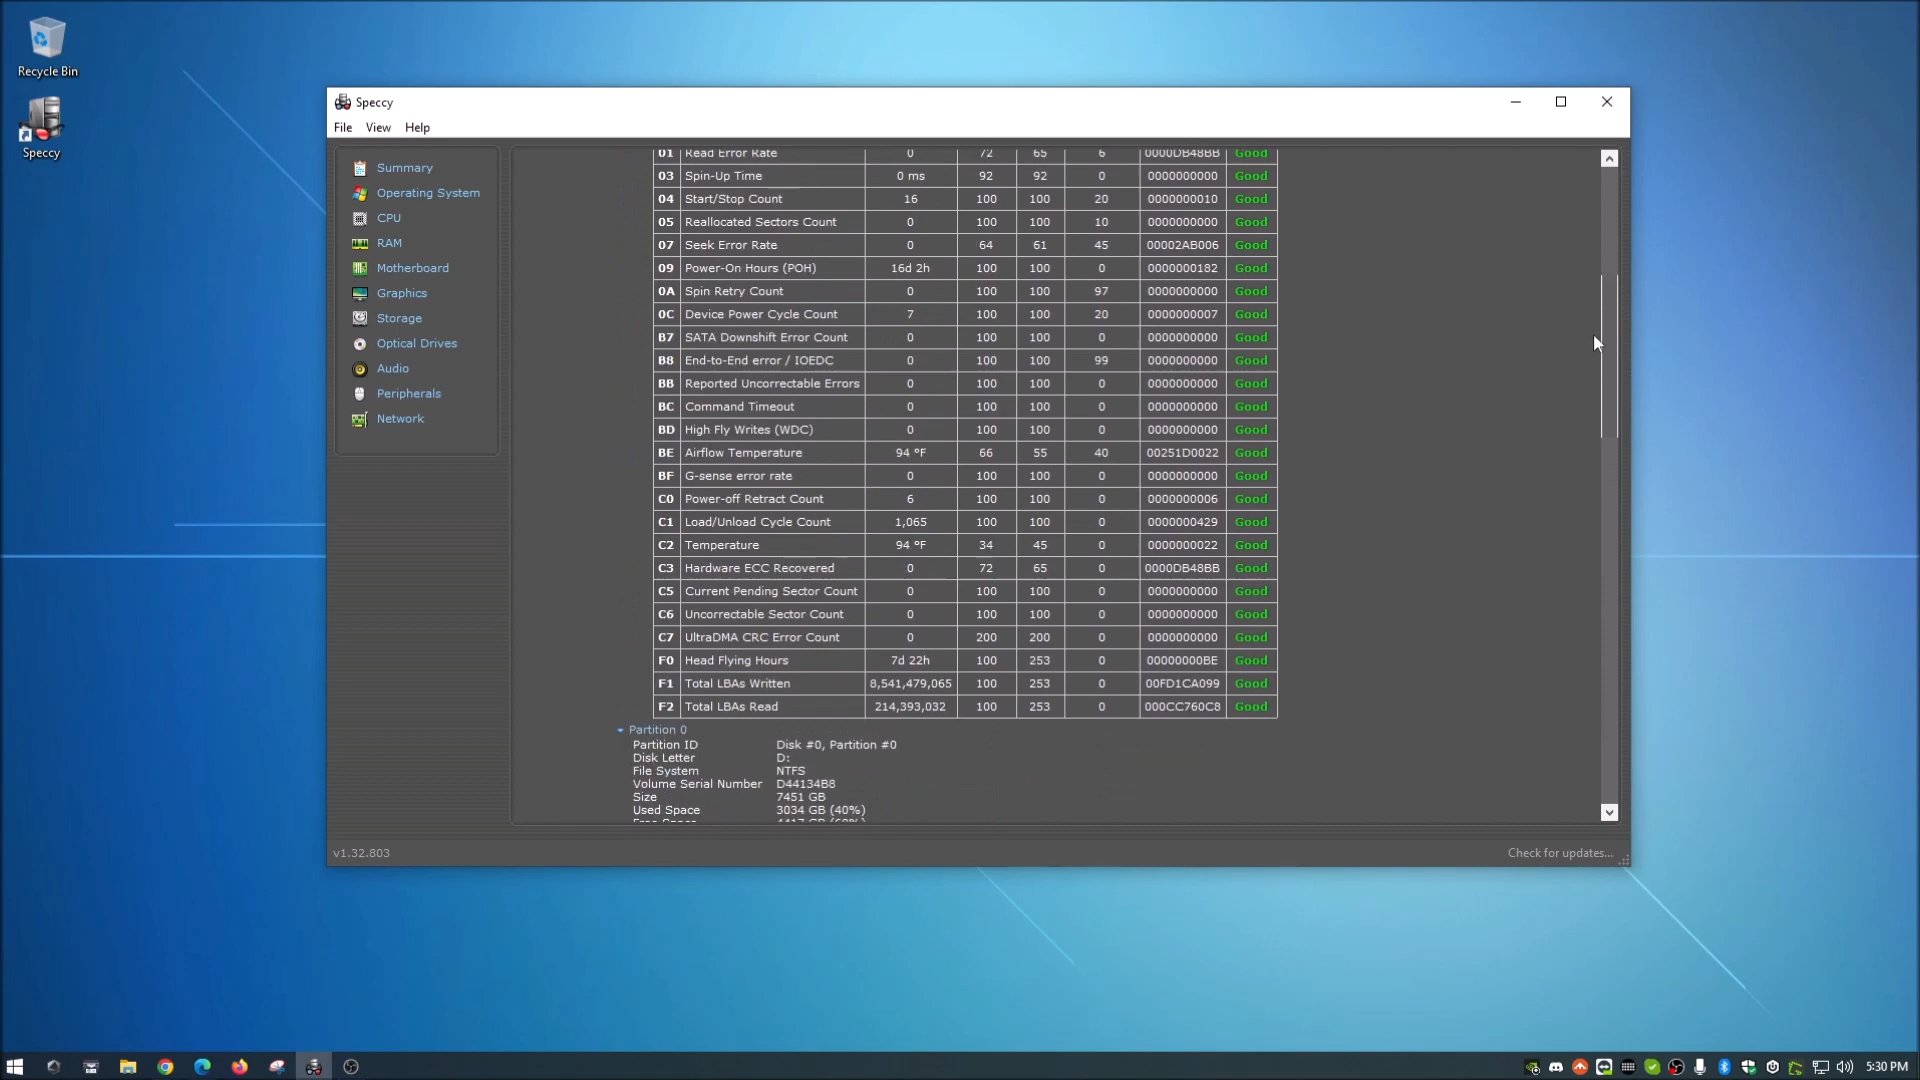 Recycle Bin
Speccy
Speccy
File View Help
Summary
Operating System
CPU
RAM
Motherboard
Graphics
Storage
Optical Drives
Audio
Peripherals
Network
01 Read Error Rate 0 72 65 6 0000DB48BB Good
03 Spin-Up Time 0 ms 92 92 0 0000000000 Good
04 Start/Stop Count 16 100 100 20 0000000010 Good
05 Reallocated Sectors Count 0 100 100 10 0000000000 Good
07 Seek Error Rate 0 64 61 45 00002AB006 Good
09 Power-On Hours (POH) 16d 2h 100 100 0 0000000182 Good
0A Spin Retry Count 0 100 100 97 0000000000 Good
0C Device Power Cycle Count 7 100 100 20 0000000007 Good
B7 SATA Downshift Error Count 0 100 100 0 0000000000 Good
B8 End-to-End error / IOEDC 0 100 100 99 0000000000 Good
BB Reported Uncorrectable Errors 0 100 100 0 0000000000 Good
BC Command Timeout 0 100 100 0 0000000000 Good
BD High Fly Writes (WDC) 0 100 100 0 0000000000 Good
BE Airflow Temperature 94 °F 66 55 40 00251D0022 Good
BF G-sense error rate 0 100 100 0 0000000000 Good
C0 Power-off Retract Count 6 100 100 0 0000000006 Good
C1 Load/Unload Cycle Count 1,065 100 100 0 0000000429 Good
C2 Temperature 94 °F 34 45 0 0000000022 Good
C3 Hardware ECC Recovered 0 72 65 0 0000DB48BB Good
C5 Current Pending Sector Count 0 100 100 0 0000000000 Good
C6 Uncorrectable Sector Count 0 100 100 0 0000000000 Good
C7 UltraDMA CRC Error Count 0 200 200 0 0000000000 Good
F0 Head Flying Hours 7d 22h 100 253 0 00000000BE Good
F1 Total LBAs Written 8,541,479,065 100 253 0 00FD1CA099 Good
F2 Total LBAs Read 214,393,032 100 253 0 000CC760C8 Good
Partition 0
Partition ID Disk #0, Partition #0
Disk Letter D:
File System NTFS
Volume Serial Number D44134B8
Size 7451 GB
Used Space 3034 GB (40%)
Free Space 4417 GB (60%)
v1.32.803 Check for updates...
5:30 PM